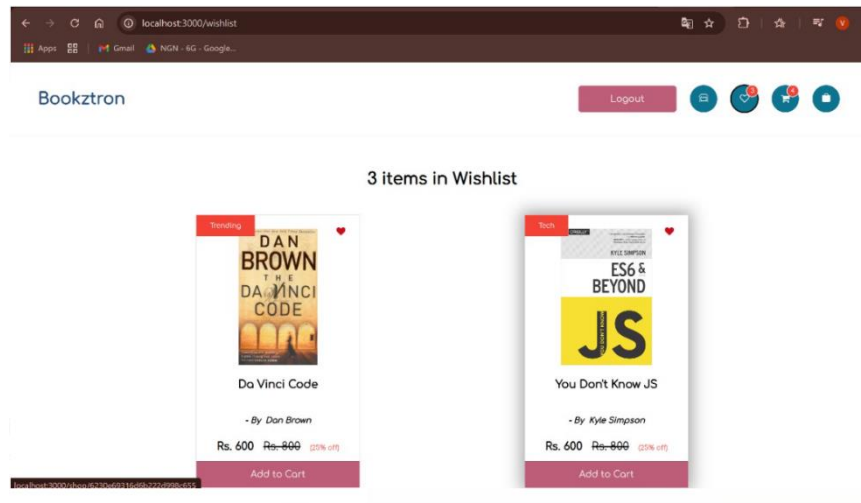 localhost:3000/wishlist
Apps Gmail NGN - 6G - Google...
V
Bookztron
Logout
3
4
3 items in Wishlist
Trending
DAN
BROWN
THE
DA VINCI
CODE
Da Vinci Code
- By Dan Brown
Rs. 600 Rs. 800 (25% off)
Add to Cart
Tech
KYLE SIMPSON
ES6 &
BEYOND
JS
You Don't Know JS
- By Kyle Simpson
Rs. 600 Rs. 800 (25% off)
Add to Cart
localhost:3000/shop/6230e69316d6b222d998c655